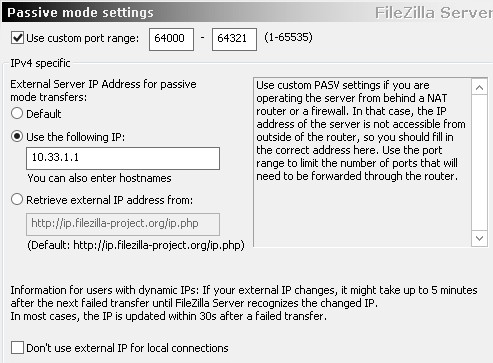 Passive mode settings
FileZilla Server
Use custom port range: 64000 - 64321 (1-65535)
IPv4 specific
External Server IP Address for passive
mode transfers:
Default
Use the following IP:
10.33.1.1
You can also enter hostnames
Retrieve external IP address from:
http://ip.filezilla-project.org/ip.php
(Default: http://ip.filezilla-project.org/ip.php)
Use custom PASV settings if you are
operating the server from behind a NAT
router or a firewall. In that case, the IP
address of the server is not accessible from
outside of the router, so you should fill in
the correct address here. Use the port
range to limit the number of ports that will
need to be forwarded through the router.
Information for users with dynamic IPs: If your external IP changes, it might take up to 5 minutes
after the next failed transfer until FileZilla Server recognizes the changed IP.
In most cases, the IP is updated within 30s after a failed transfer.
Don't use external IP for local connections